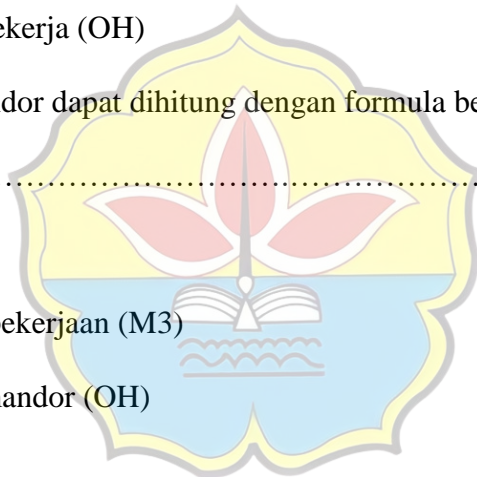 ekerja (OH)
dor dapat dihitung dengan formula be
……………………………………………
ekerjaan (M3)
andor (OH)